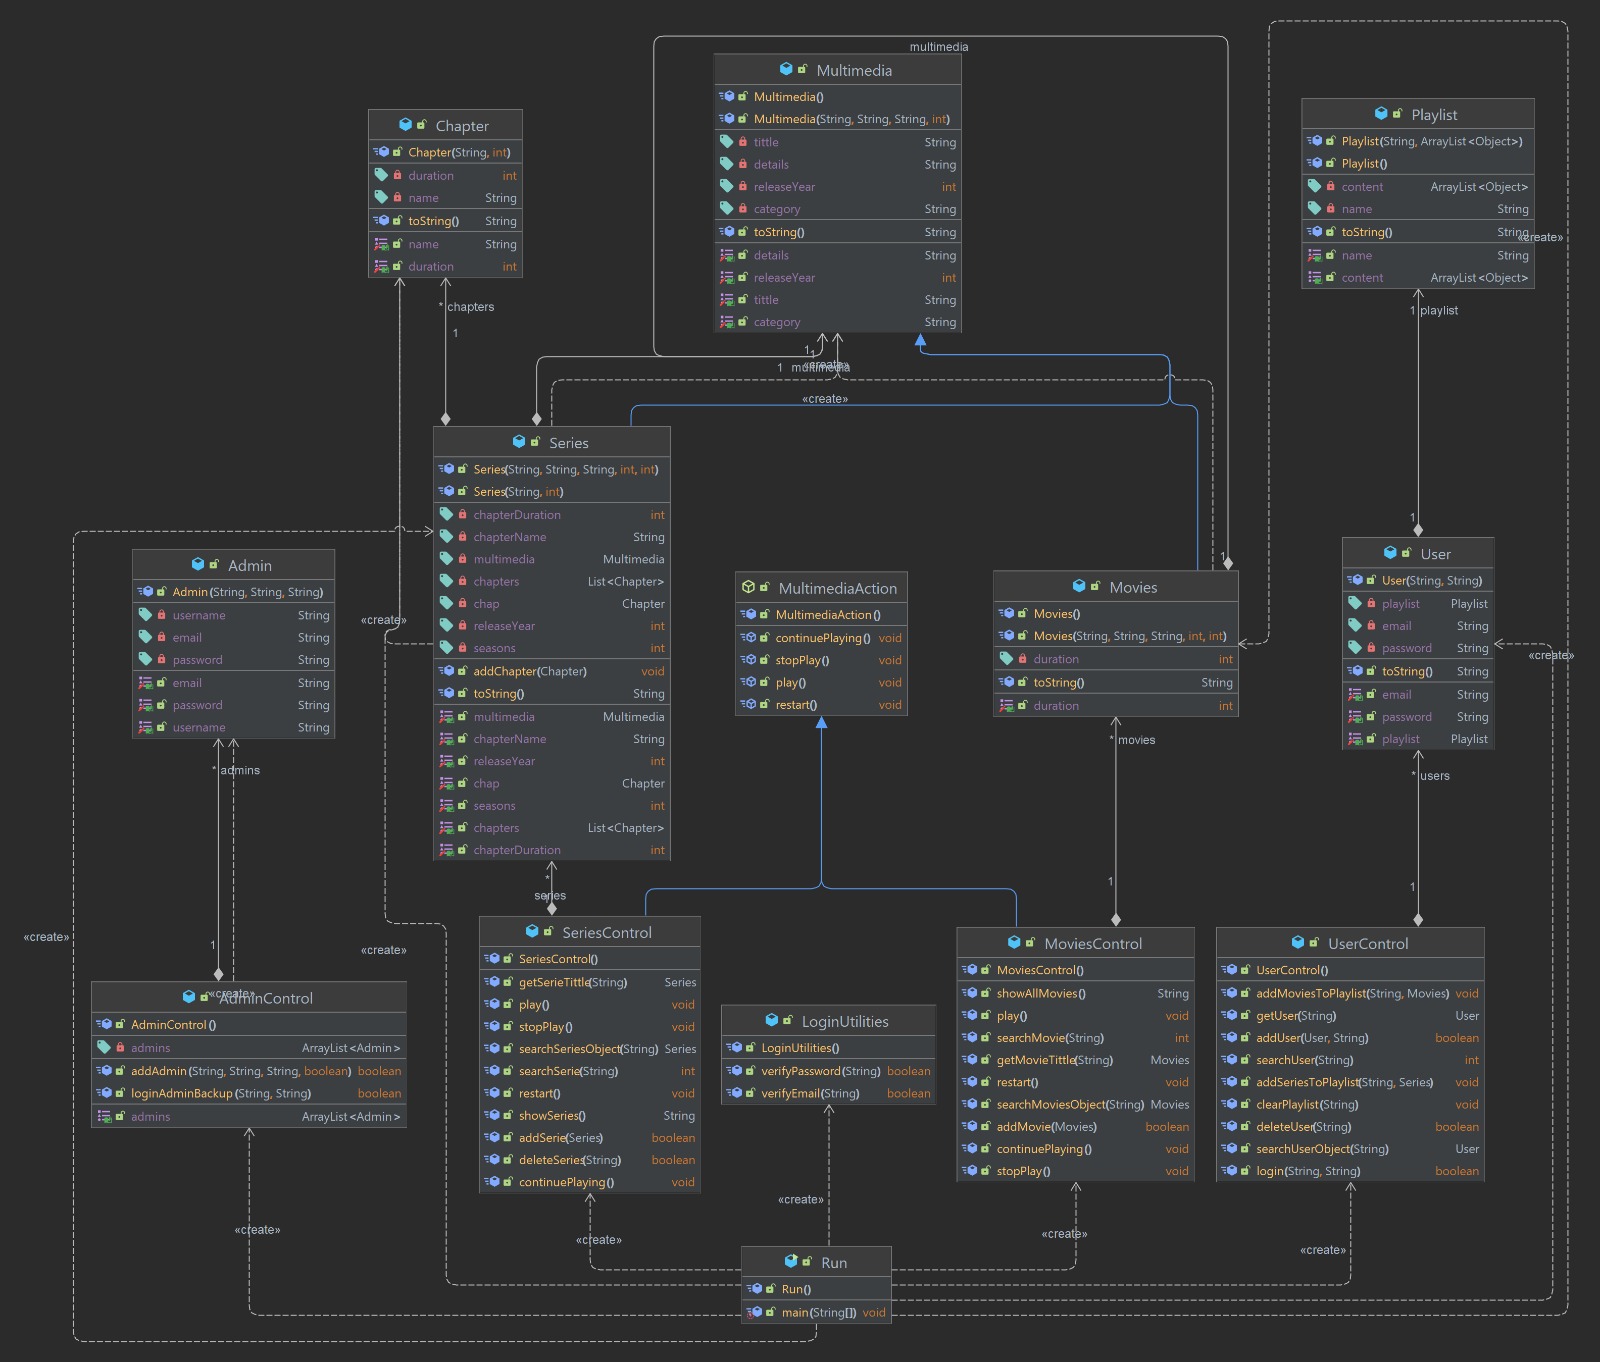 multimedia
Multimedia
Multimedia()
Multimedia(String, String, String, int)
tittle String
details String
releaseYear int
category String
toString() String
details String
releaseYear int
tittle String
category String
Chapter
Chapter(String, int)
duration int
name String
toString() String
name String
duration int
Playlist
Playlist(String, ArrayList<Object>)
Playlist()
content ArrayList<Object>
name String
toString() String
name String
content ArrayList<Object>
«create»
* chapters
1
1 playlist
1
1
1
«create»
1 multimedia
«create»
1
1
Series
Series(String, String, String, int, int)
Series(String, int)
chapterDuration int
chapterName String
multimedia Multimedia
chapters List<Chapter>
chap Chapter
releaseYear int
seasons int
addChapter(Chapter) void
toString() String
multimedia Multimedia
chapterName String
releaseYear int
chap Chapter
seasons int
chapters List<Chapter>
chapterDuration int
Admin
Admin(String, String, String)
username String
email String
password String
email String
password String
username String
«create»
MultimediaAction
MultimediaAction()
continuePlaying() void
stopPlay() void
play() void
restart() void
Movies
Movies()
Movies(String, String, String, int, int)
duration int
toString() String
duration int
User
User(String, String)
playlist Playlist
email String
password String
toString() String
email String
password String
playlist Playlist
«create»
* admins
* movies
* users
*
series
1
1
1
«create»
«create»
«create»
AdminControl
AdminControl()
admins ArrayList<Admin>
addAdmin(String, String, String, boolean) boolean
loginAdminBackup(String, String) boolean
admins ArrayList<Admin>
SeriesControl
SeriesControl()
getSerieTittle(String) Series
play() void
stopPlay() void
searchSeriesObject(String) Series
searchSerie(String) int
restart() void
showSeries() String
addSerie(Series) boolean
deleteSeries(String) boolean
continuePlaying() void
LoginUtilities
LoginUtilities()
verifyPassword(String) boolean
verifyEmail(String) boolean
MoviesControl
MoviesControl()
showAllMovies() String
play() void
searchMovie(String) int
getMovieTittle(String) Movies
restart() void
searchMoviesObject(String) Movies
addMovie(Movies) boolean
continuePlaying() void
stopPlay() void
UserControl
UserControl()
addMoviesToPlaylist(String, Movies) void
getUser(String) User
addUser(User, String) boolean
searchUser(String) int
addSeriesToPlaylist(String, Series) void
clearPlaylist(String) void
deleteUser(String) boolean
searchUserObject(String) User
login(String, String) boolean
«create»
«create»
«create»
«create»
«create»
Run
Run()
main(String[]) void